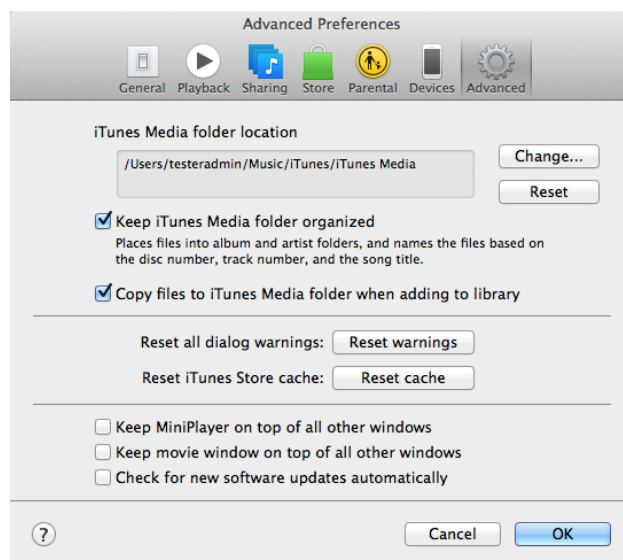 Advanced Preferences
General Playback Sharing Store Parental Devices Advanced
iTunes Media folder location
/Users/testeradmin/Music/iTunes/iTunes Media
Change...
Reset
Keep iTunes Media folder organized
Places files into album and artist folders, and names the files based on
the disc number, track number, and the song title.
Copy files to iTunes Media folder when adding to library
Reset all dialog warnings: Reset warnings
Reset iTunes Store cache: Reset cache
Keep MiniPlayer on top of all other windows
Keep movie window on top of all other windows
Check for new software updates automatically
? Cancel OK